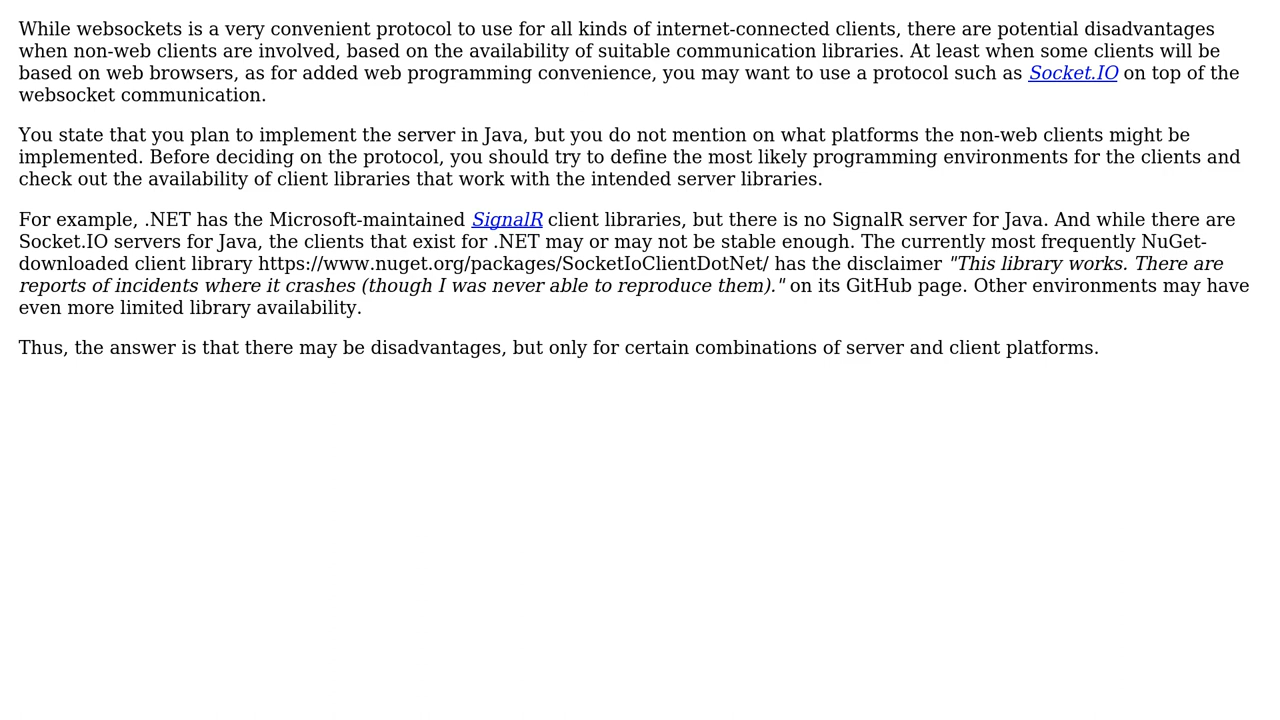 While websockets is a very convenient protocol to use for all kinds of internet-connected clients, there are potential disadvantages
when non-web clients are involved, based on the availability of suitable communication libraries. At least when some clients will be
based on web browsers, as for added web programming convenience, you may want to use a protocol such as Socket.IO on top of the
websocket communication.
You state that you plan to implement the server in Java, but you do not mention on what platforms the non-web clients might be
implemented. Before deciding on the protocol, you should try to define the most likely programming environments for the clients and
check out the availability of client libraries that work with the intended server libraries.
For example, .NET has the Microsoft-maintained SignalR client libraries, but there is no SignalR server for Java. And while there are
Socket.IO servers for Java, the clients that exist for .NET may or may not be stable enough. The currently most frequently NuGet-
downloaded client library https://www.nuget.org/packages/SocketIoClientDotNet/ has the disclaimer "This library works. There are
reports of incidents where it crashes (though I was never able to reproduce them)." on its GitHub page. Other environments may have
even more limited library availability.
Thus, the answer is that there may be disadvantages, but only for certain combinations of server and client platforms.